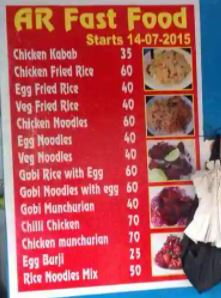 AR Fast Food
Starts 14-07-2015
Chicken Kabab 35
Chicken Fried Rice 60
Egg Fried Rice 40
Veg Fried Rice 40
Chicken Noodles 60
Egg Noodles 40
Veg Noodles 40
Gobi Rice with Egg 60
Gobi Noodles with egg 60
Gobi Munchurian 40
Chilli Chicken 70
Chicken munchurian 70
Egg Burji 25
Rice Noodles Mix 50